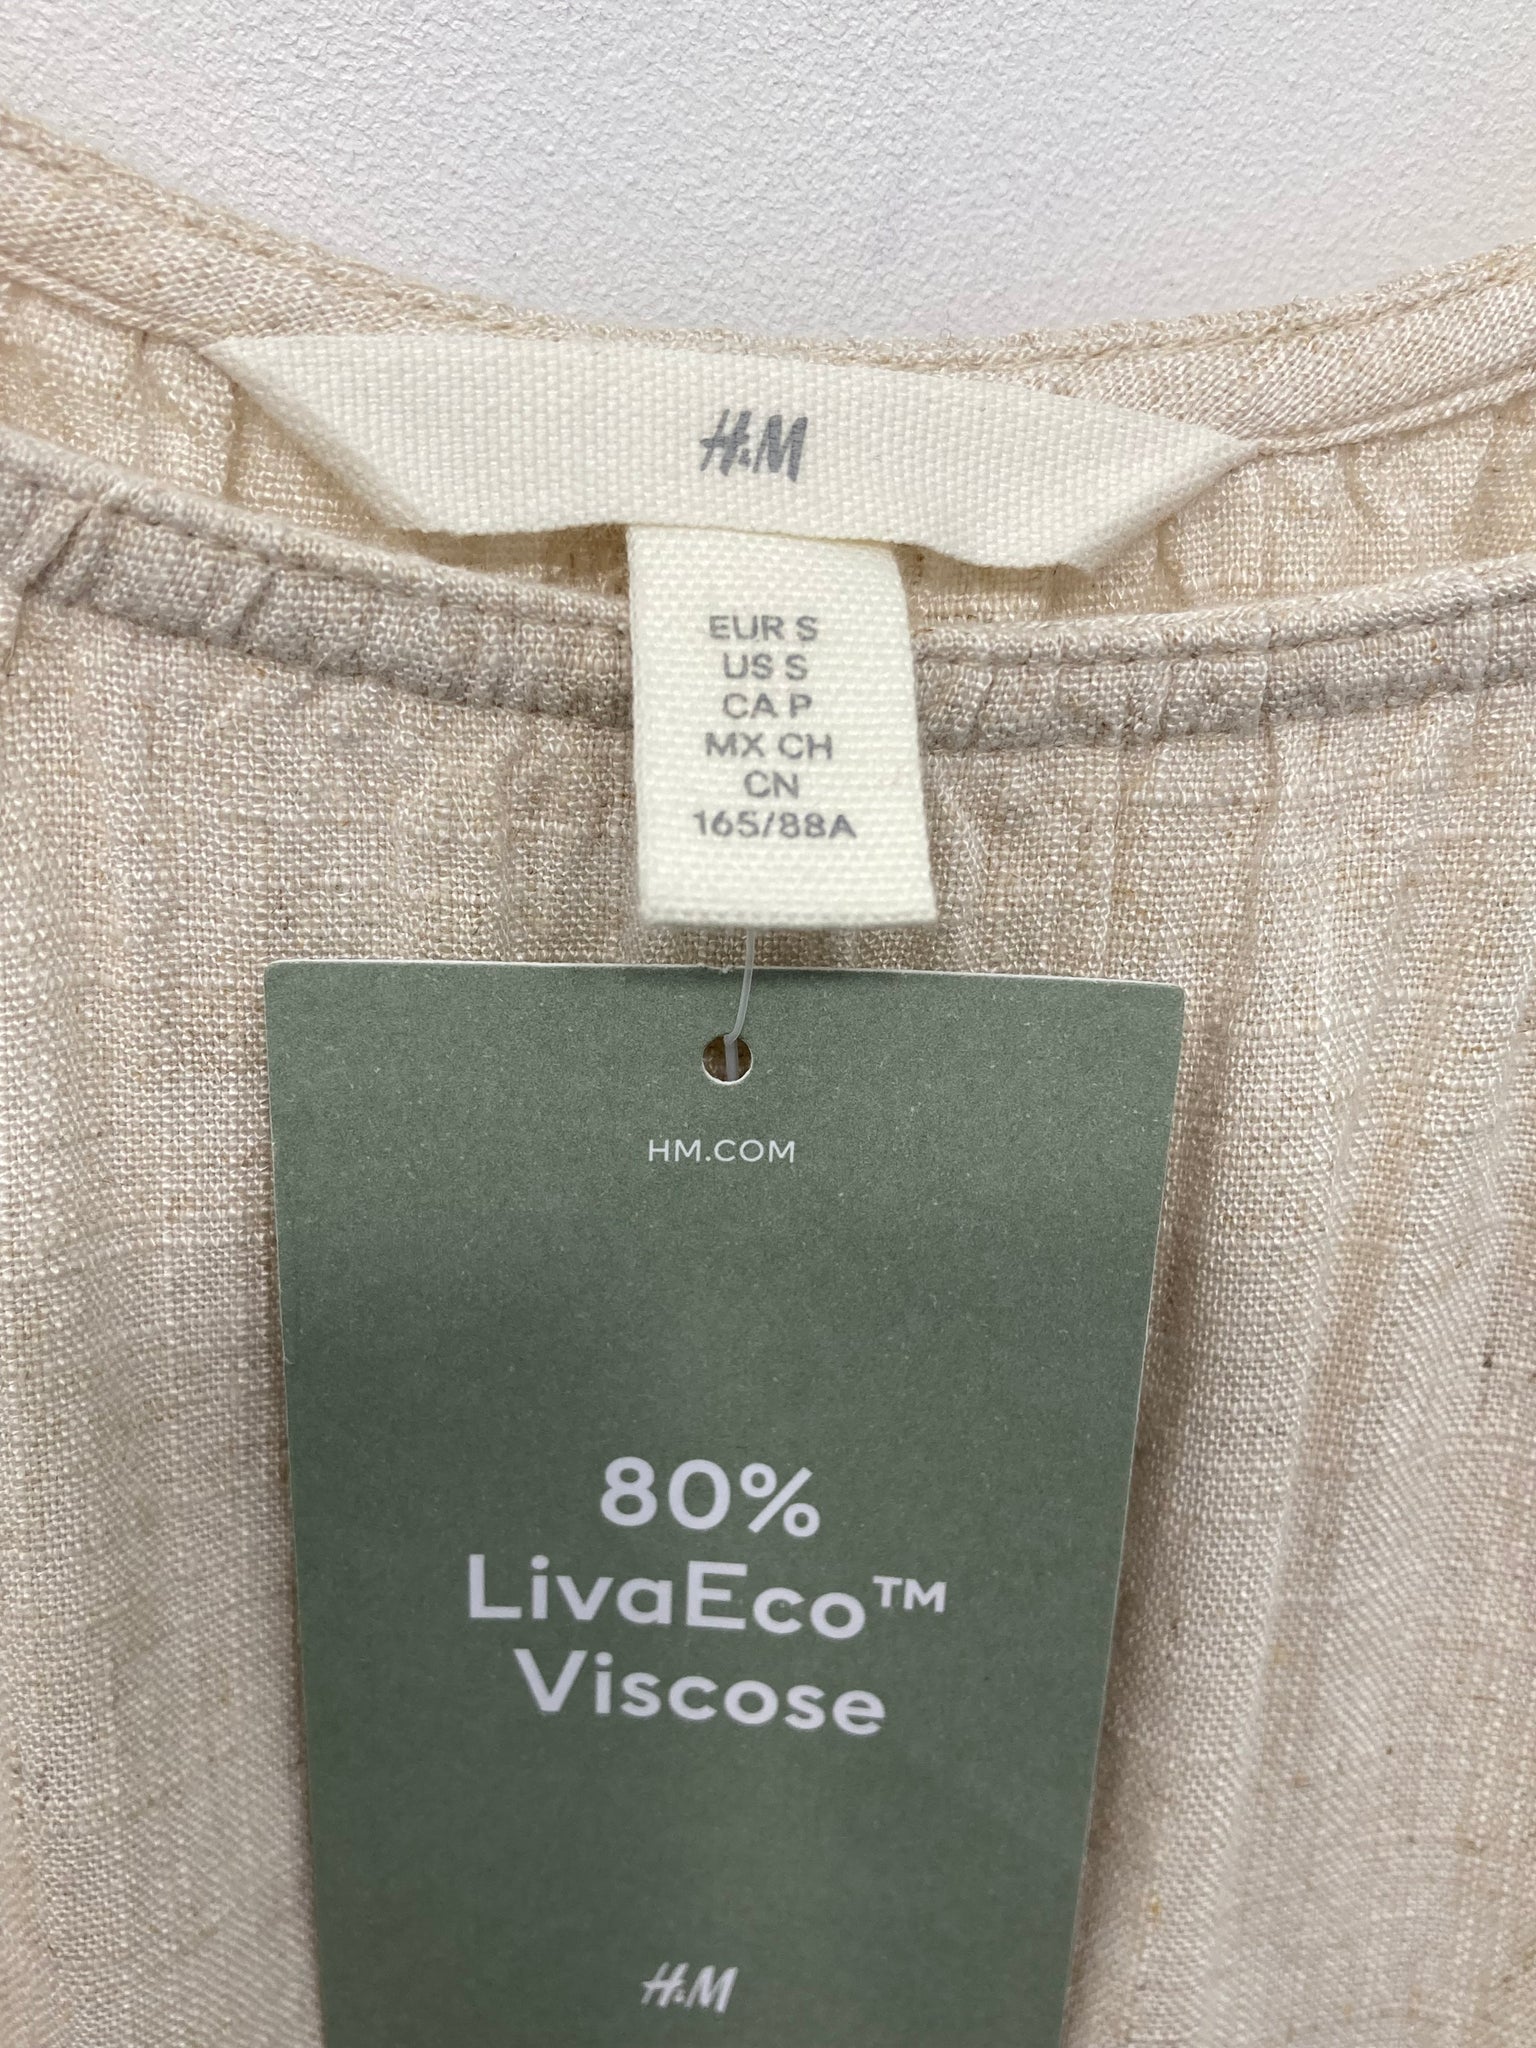 H&M
EUR S
US S
CA P
MX CH
CN
165/88A
HM.COM
80%
LivaEco™
Viscose
H&M